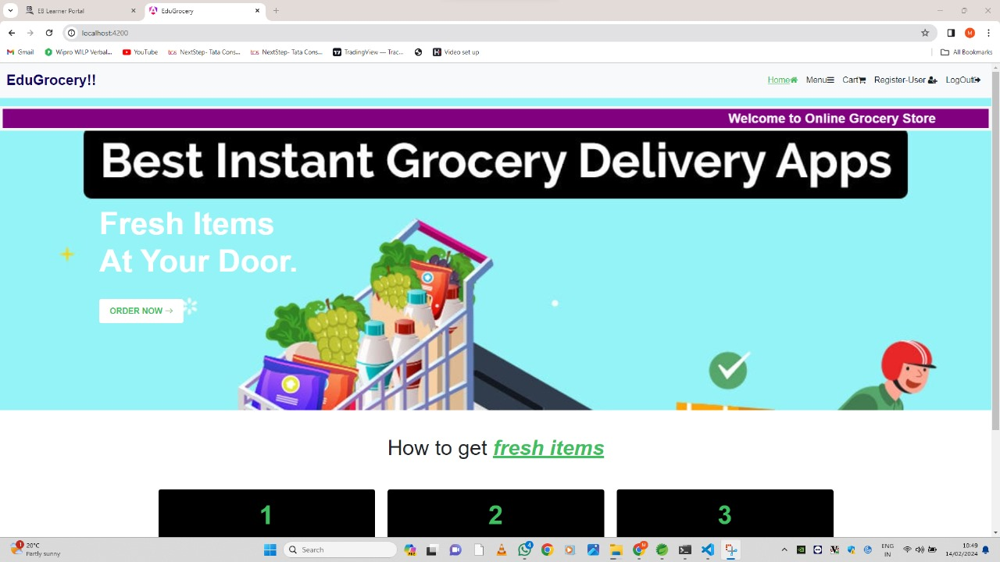 EB Learner Portal
EduGrocery
localhost:4200
Gmail
Wipro WILP Verbal...
YouTube
NextStep- Tata Cons...
NextStep- Tata Cons...
TradingView — Trac...
Video set up
All Bookmarks
EduGrocery!!
Home
Menu
Cart
Register-User
LogOut
Welcome to Online Grocery Store
Best Instant Grocery Delivery Apps
Fresh Items
At Your Door.
ORDER NOW →
How to get fresh items
1
2
3
20°C
Partly sunny
Search
ENG
IN
10:49
14/02/2024